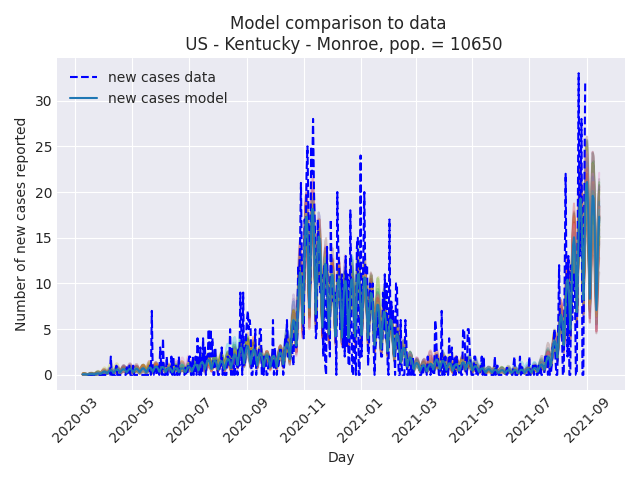 Model comparison to data
US - Kentucky - Monroe, pop. = 10650
new cases data
new cases model
Number of new cases reported
30
25
20
15
10
5
0
2020-03
2020-05
2020-07
2020-09
2020-11
2021-01
2021-03
2021-05
2021-07
2021-09
Day